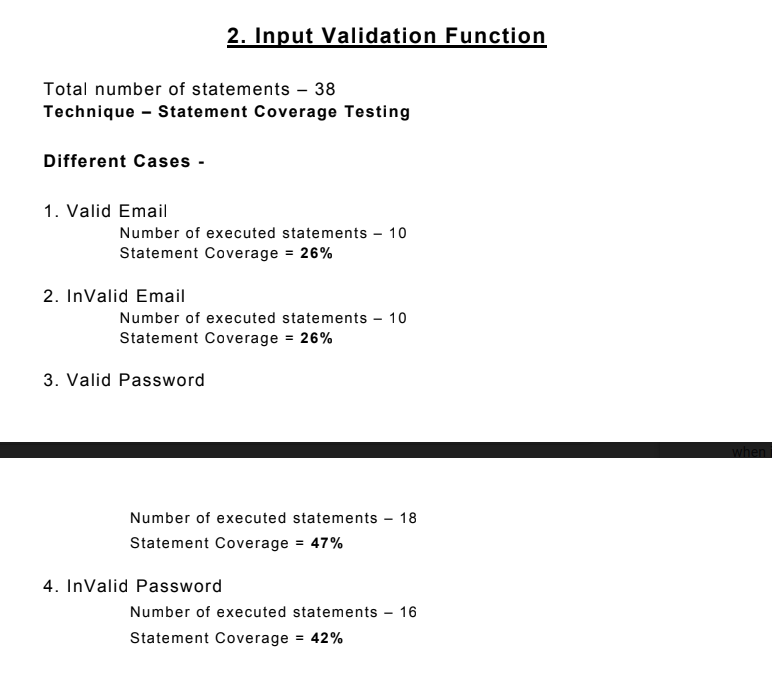 2. Input Validation Function
Total number of statements – 38
Technique – Statement Coverage Testing
Different Cases -
1. Valid Email
Number of executed statements – 10
Statement Coverage = 26%
2. InValid Email
Number of executed statements – 10
Statement Coverage = 26%
3. Valid Password
when
Number of executed statements – 18
Statement Coverage = 47%
4. InValid Password
Number of executed statements – 16
Statement Coverage = 42%